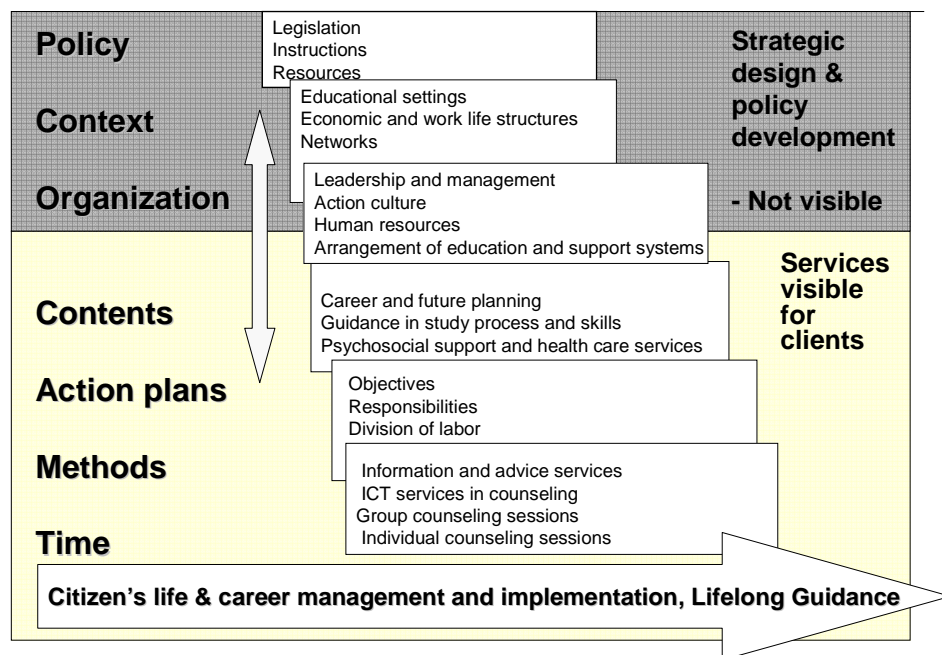 Policy
Legislation
Instructions
Resources
Strategic
design &
policy
development
Context
Educational settings
Economic and work life structures
Networks
Organization
Leadership and management
Action culture
Human resources
Arrangement of education and support systems
- Not visible
Services
visible
for
clients
Contents
Career and future planning
Guidance in study process and skills
Psychosocial support and health care services
Action plans
Objectives
Responsibilities
Division of labor
Methods
Information and advice services
ICT services in counseling
Group counseling sessions
Individual counseling sessions
Time
Citizen's life & career management and implementation, Lifelong Guidance